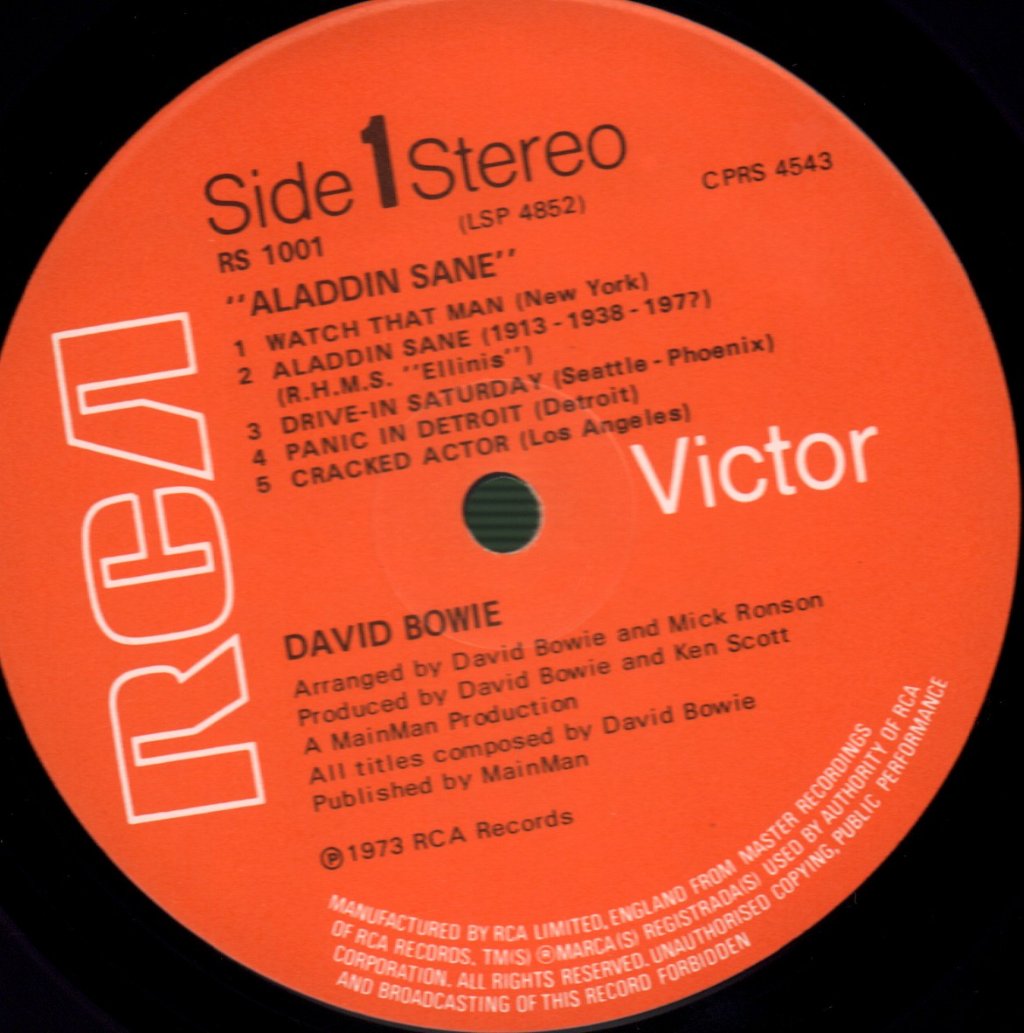 Side 1 Stereo
RS 1001 (LSP 4852) CPRS 4543
"ALADDIN SANE"
1 WATCH THAT MAN (New York)
2 ALADDIN SANE (1913-1938-197?)
(R.H.M.S. "Ellinis")
3 DRIVE-IN SATURDAY (Seattle-Phoenix)
4 PANIC IN DETROIT (Detroit)
5 CRACKED ACTOR (Los Angeles)
RCA
Victor
DAVID BOWIE
Arranged by David Bowie and Mick Ronson
Produced by David Bowie and Ken Scott
A MainMan Production
All titles composed by David Bowie
Published by MainMan
℗1973 RCA Records
MANUFACTURED BY RCA LIMITED, ENGLAND FROM MASTER RECORDINGS
OF RCA RECORDS. TM(S) ®MARCA(S) REGISTRADA(S) USED BY AUTHORITY OF RCA
CORPORATION. ALL RIGHTS RESERVED. UNAUTHORISED COPYING, PUBLIC PERFORMANCE
AND BROADCASTING OF THIS RECORD FORBIDDEN